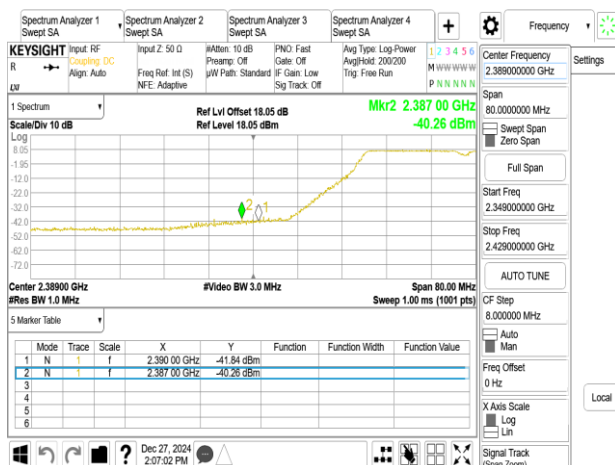 Spectrum Analyzer 1
Swept SA
Spectrum Analyzer 2
Swept SA
Spectrum Analyzer 3
Swept SA
Spectrum Analyzer 4
Swept SA
+
Frequency
KEYSIGHT
R
Input: RF
Coupling: DC
Align: Auto
Input Z: 50 Ω
Freq Ref: Int (S)
NFE: Adaptive
#Atten: 10 dB
Preamp: Off
µW Path: Standard
PNO: Fast
Gate: Off
IF Gain: Low
Sig Track: Off
Avg Type: Log-Power
Avg|Hold: 200/200
Trig: Free Run
1 2 3 4 5 6
M W W W W W
P N N N N N
1 Spectrum
Scale/Div 10 dB
Ref Lvl Offset 18.05 dB
Ref Level 18.05 dBm
Mkr2 2.387 00 GHz
-40.26 dBm
Log
8.05
-1.95
-12.0
-22.0
-32.0
-42.0
-52.0
-62.0
-72.0
2
1
Center 2.38900 GHz
#Res BW 1.0 MHz
#Video BW 3.0 MHz
Span 80.00 MHz
Sweep 1.00 ms (1001 pts)
5 Marker Table
Mode Trace Scale X Y Function Function Width Function Value
1 N 1 f 2.390 00 GHz -41.84 dBm
2 N 1 f 2.387 00 GHz -40.26 dBm
3
4
5
6
Dec 27, 2024
2:07:02 PM
?
Center Frequency
2.389000000 GHz
Settings
Span
80.0000000 MHz
Swept Span
Zero Span
Full Span
Start Freq
2.349000000 GHz
Stop Freq
2.429000000 GHz
AUTO TUNE
CF Step
8.000000 MHz
Auto
Man
Freq Offset
0 Hz
X Axis Scale
Log
Lin
Local
Signal Track
(Span Zoom)